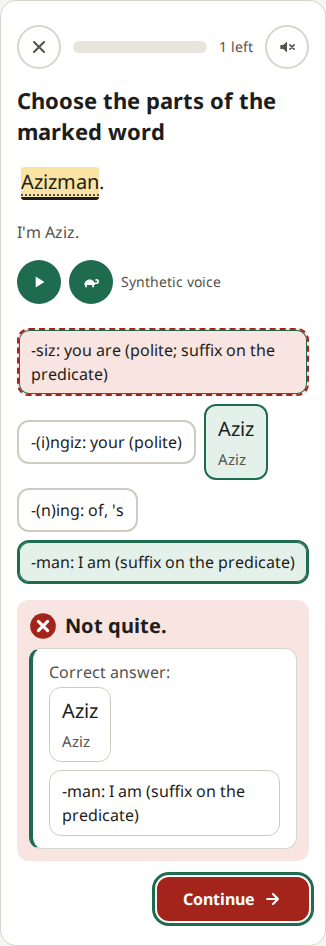 1 left
Choose the parts of the
marked word
Azizman.
I'm Aziz.
Synthetic voice
-siz: you are (polite; suffix on the
predicate)
-(i)ngiz: your (polite)
Aziz
Aziz
-(n)ing: of, 's
-man: I am (suffix on the predicate)
Not quite.
Correct answer:
Aziz
Aziz
-man: I am (suffix on the
predicate)
Continue